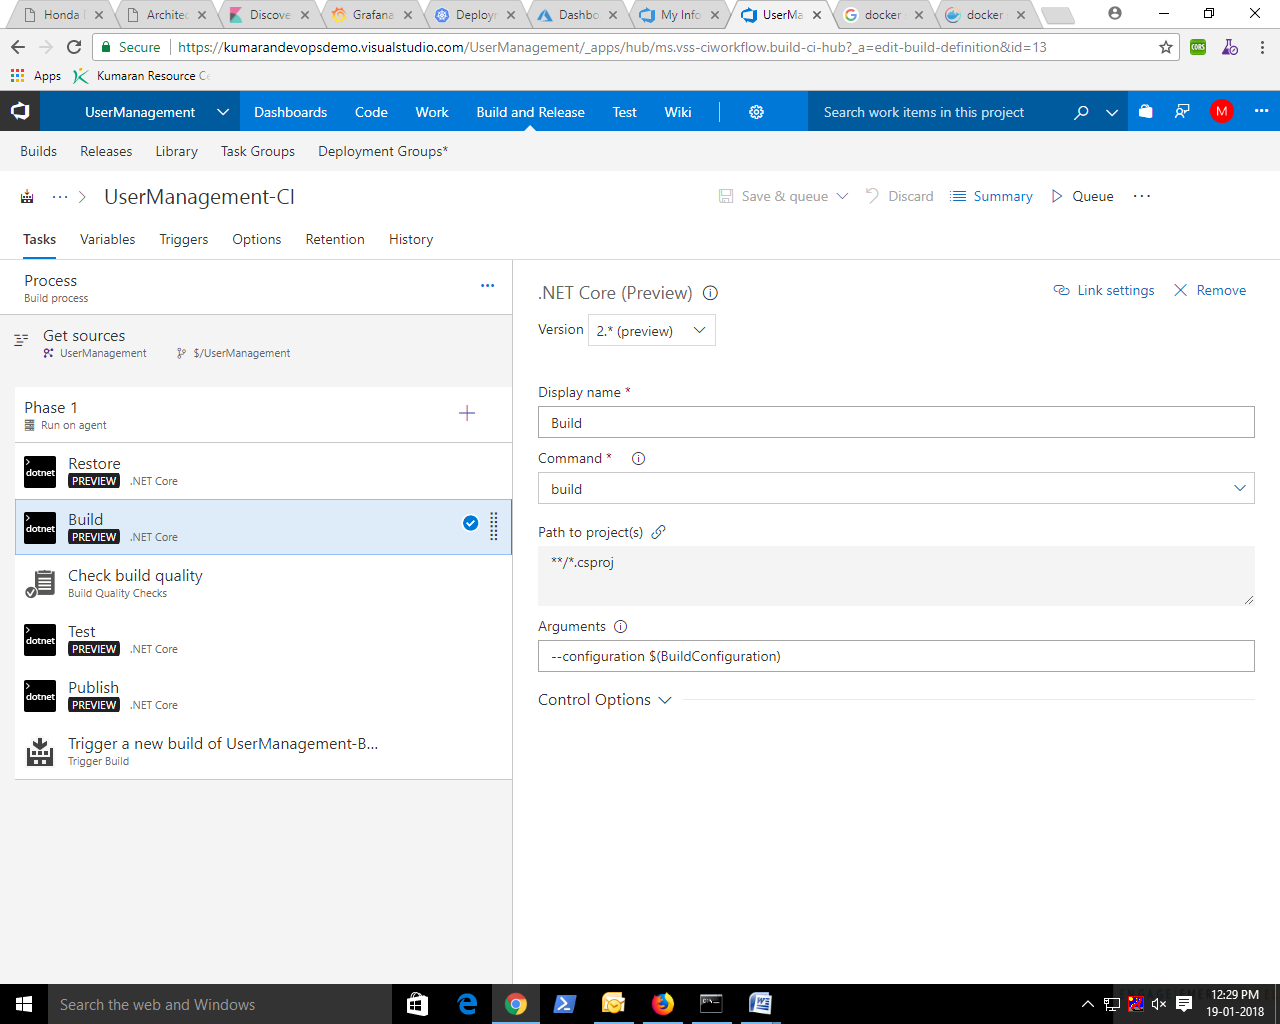 Honda
Architec
Discove
Grafana
Deploym
Dashbo
My Info
UserMa
docker
docker
Secure
https://kumarandevopsdemo.visualstudio.com/UserManagement/_apps/hub/ms.vss-ciworkflow.build-ci-hub?_a=edit-build-definition&id=13
CORS
Apps
Kumaran Resource Ce
UserManagement
Dashboards
Code
Work
Build and Release
Test
Wiki
Search work items in this project
M
Builds
Releases
Library
Task Groups
Deployment Groups*
UserManagement-CI
Save & queue
Discard
Summary
Queue
Tasks
Variables
Triggers
Options
Retention
History
Process
Build process
Get sources
UserManagement
$/UserManagement
Phase 1
Run on agent
dotnet
Restore
PREVIEW .NET Core
dotnet
Build
PREVIEW .NET Core
Check build quality
Build Quality Checks
dotnet
Test
PREVIEW .NET Core
dotnet
Publish
PREVIEW .NET Core
Trigger a new build of UserManagement-B...
Trigger Build
.NET Core (Preview)
Link settings
Remove
Version 2.* (preview)
Display name *
Build
Command *
build
Path to project(s)
**/*.csproj
Arguments
--configuration $(BuildConfiguration)
Control Options
Search the web and Windows
12:29 PM
19-01-2018